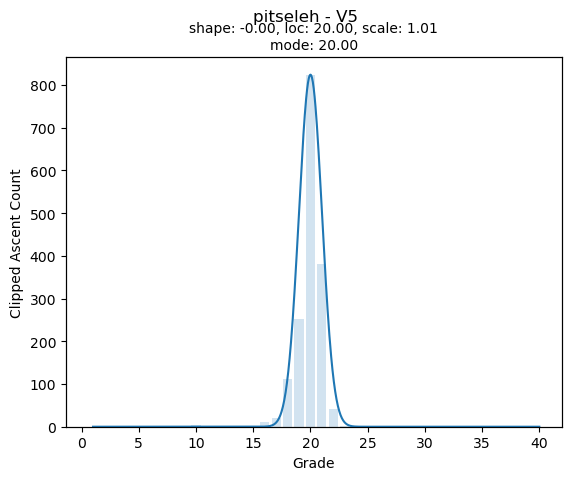 pitseleh - V5
shape: -0.00, loc: 20.00, scale: 1.01
mode: 20.00
800
700
600
500
400
300
200
100
0
Clipped Ascent Count
0 5 10 15 20 25 30 35 40
Grade